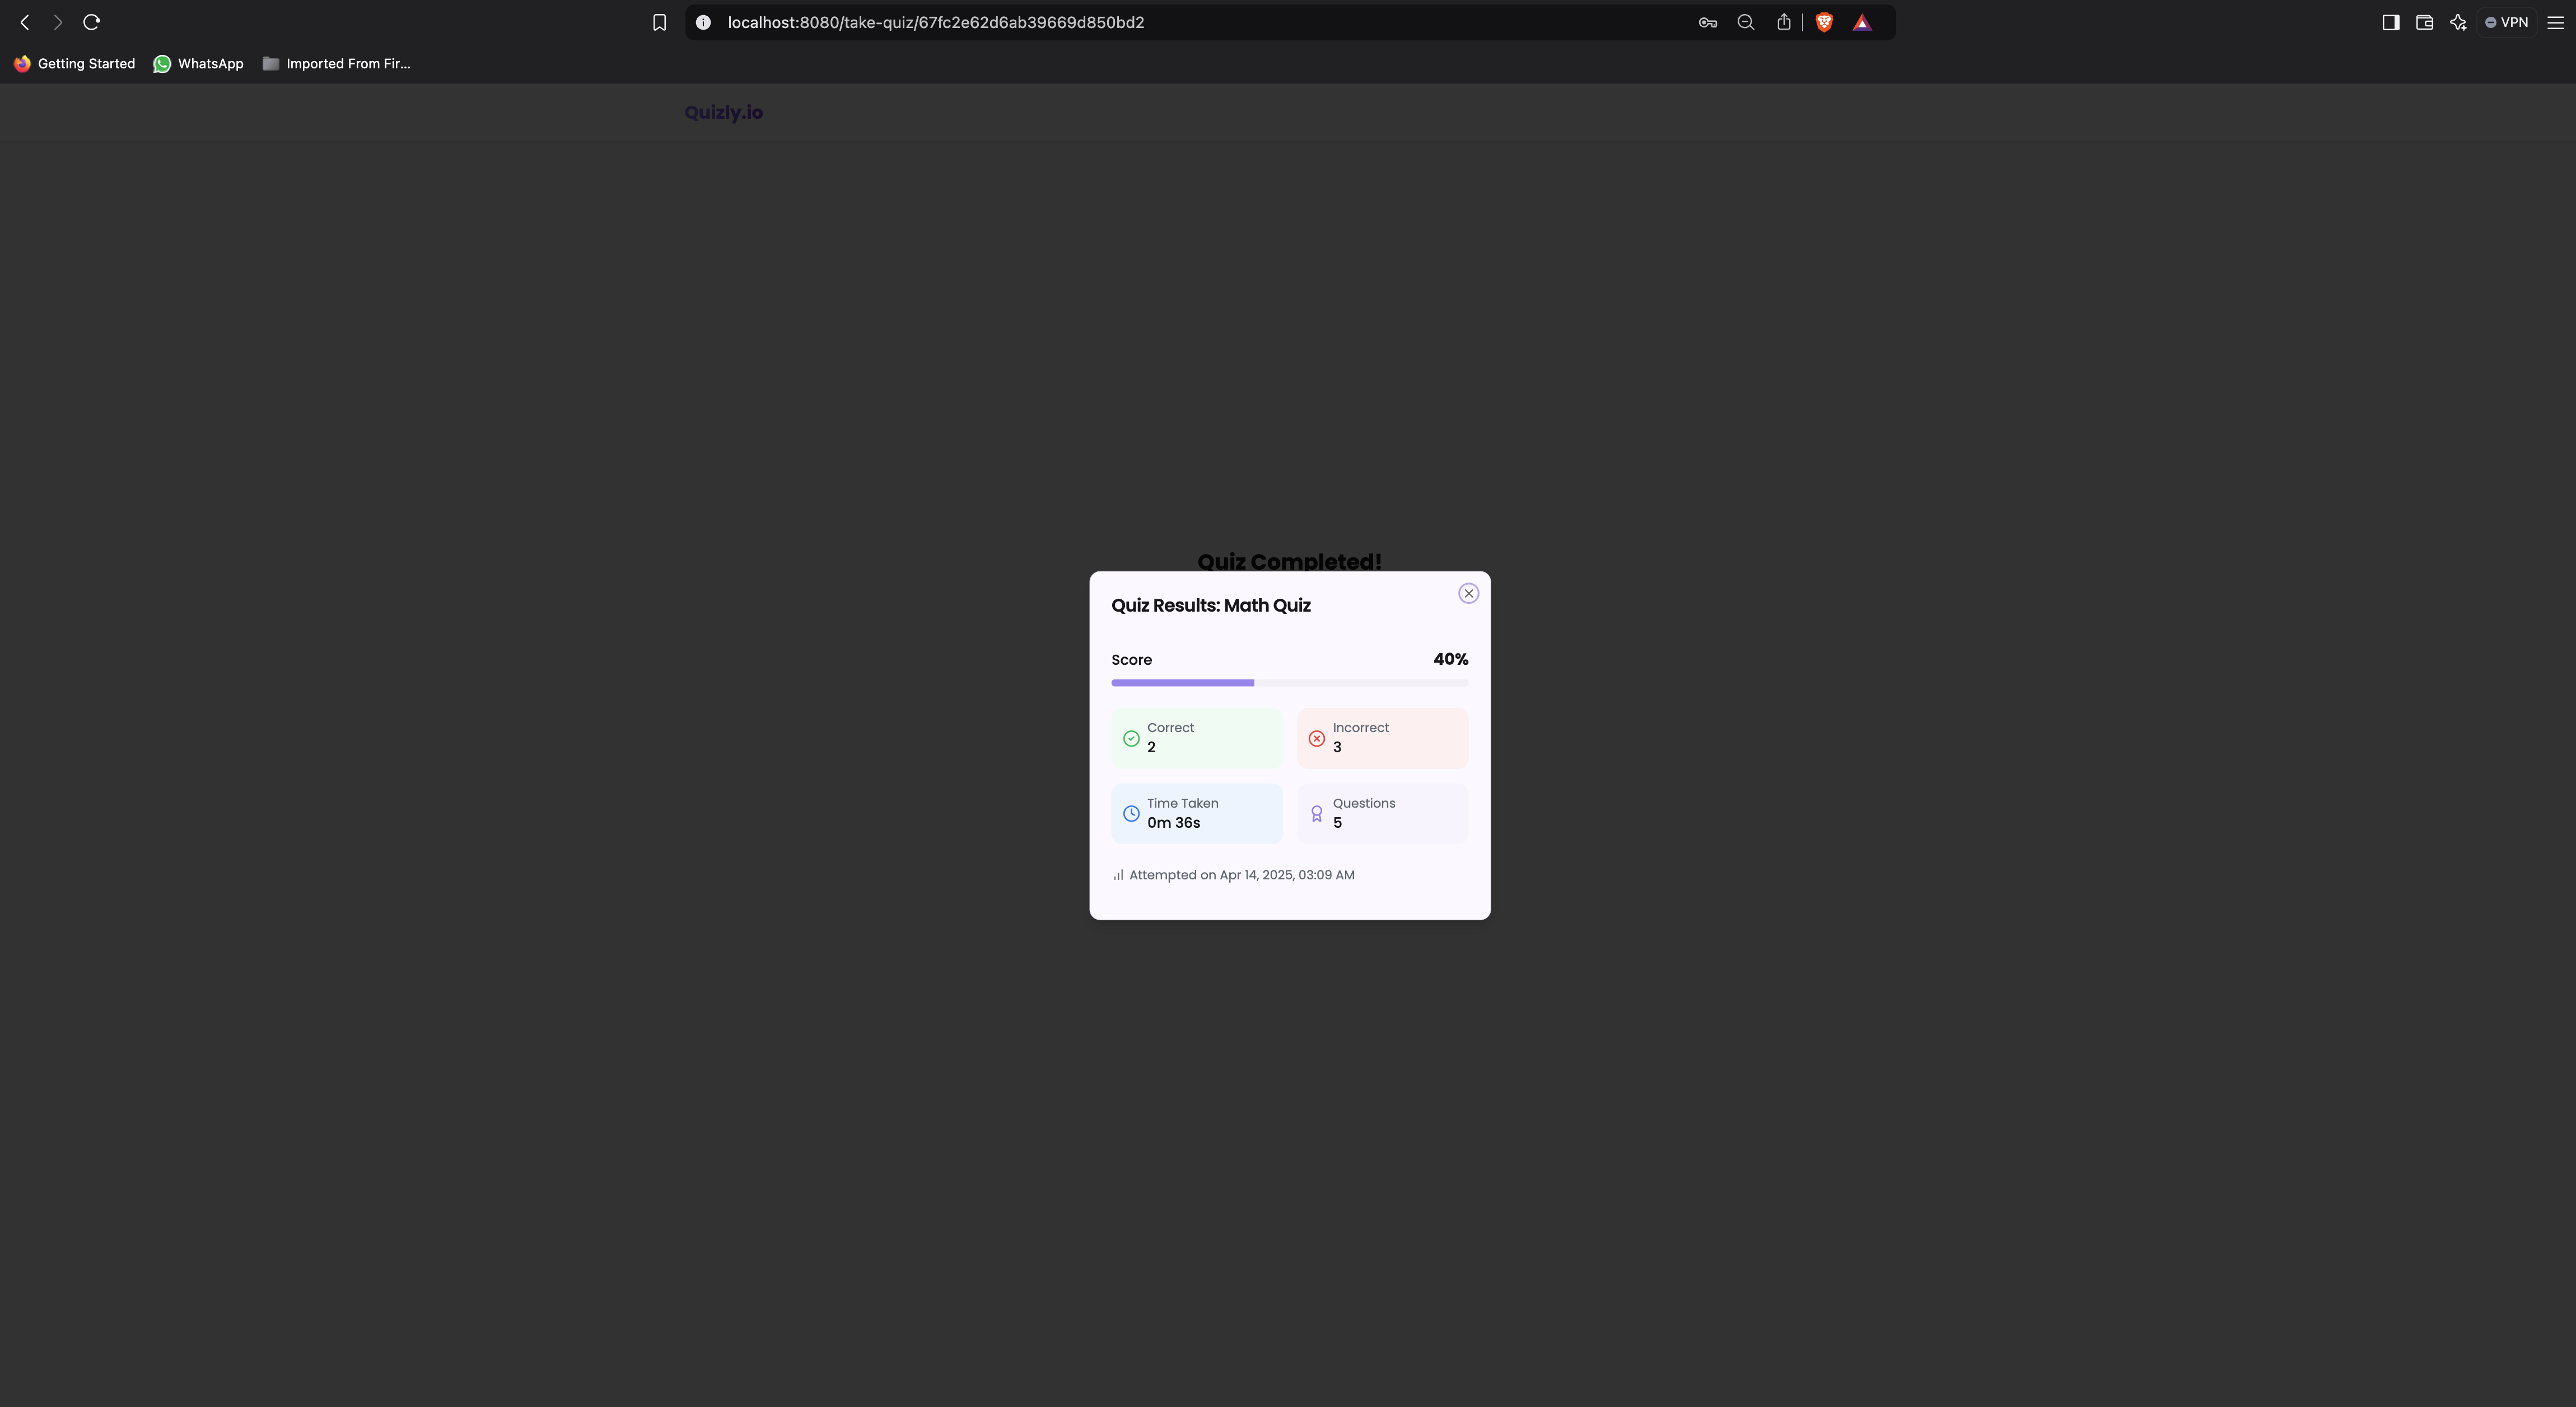 localhost:8080/take-quiz/67fc2e62d6ab39669d850bd2
VPN
Getting Started
WhatsApp
Imported From Fir...
Quizly.io
Quiz Completed!
Quiz Results: Math Quiz
Score
40%
Correct
2
Incorrect
3
Time Taken
0m 36s
Questions
5
Attempted on Apr 14, 2025, 03:09 AM